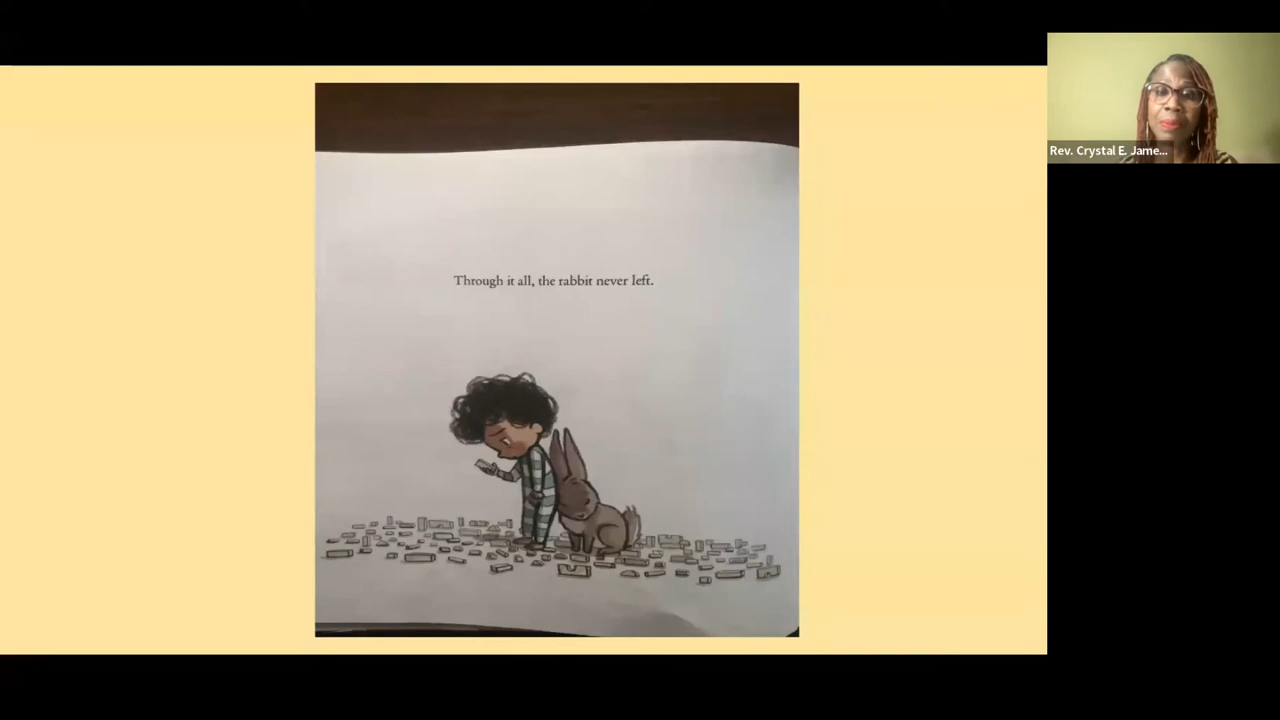 Through it all, the rabbit never left.
Rev. Crystal E. Jame...